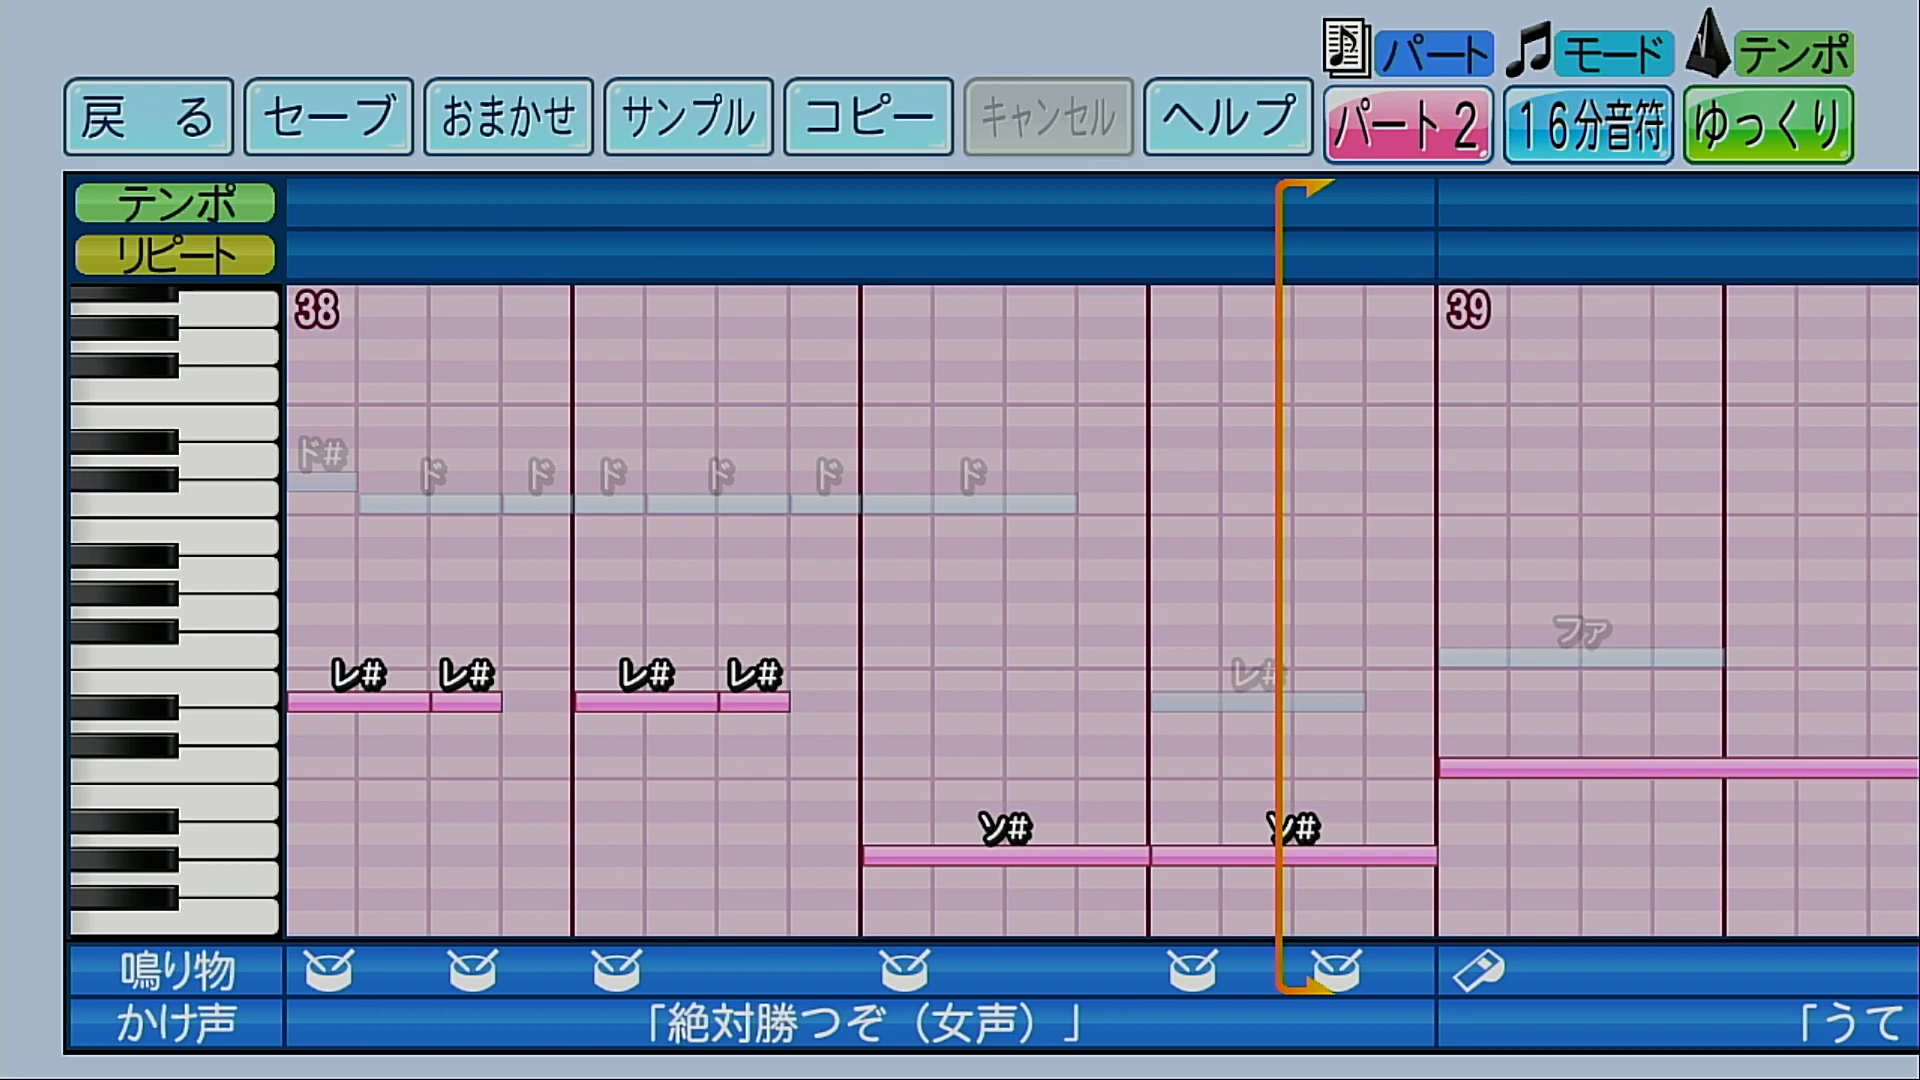 パート モード テンポ
戻 る セーブ おまかせ サンプル コピー キャンセル ヘルプ パート2 16分音符 ゆっくり
テンポ
リピート
38 39
ド# ド ド ド ド ド ド
ファ
レ# レ# レ# レ# レ#
ソ# ソ#
鳴り物
かけ声 「絶対勝つぞ（女声）」 「うて